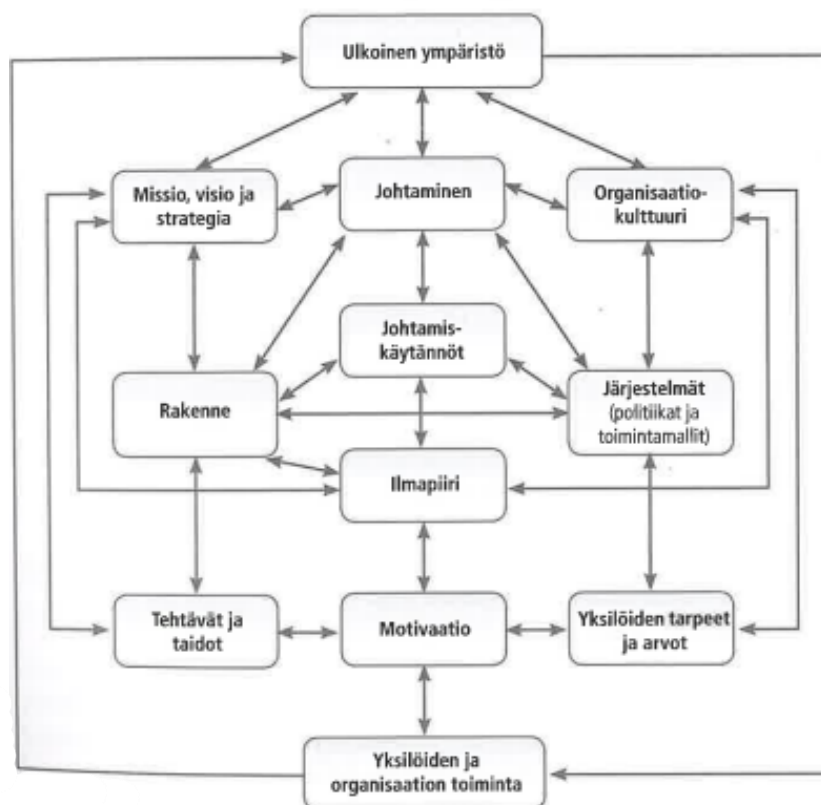 Ulkoinen ympäristö
Missio, visio ja
strategia
Johtaminen
Organisaatio-
kulttuuri
Johtamis-
käytännöt
Rakenne
Järjestelmät
(politiikat ja
toimintamallit)
Ilmapiiri
Tehtävät ja
taidot
Motivaatio
Yksilöiden tarpeet
ja arvot
Yksilöiden ja
organisaation toiminta